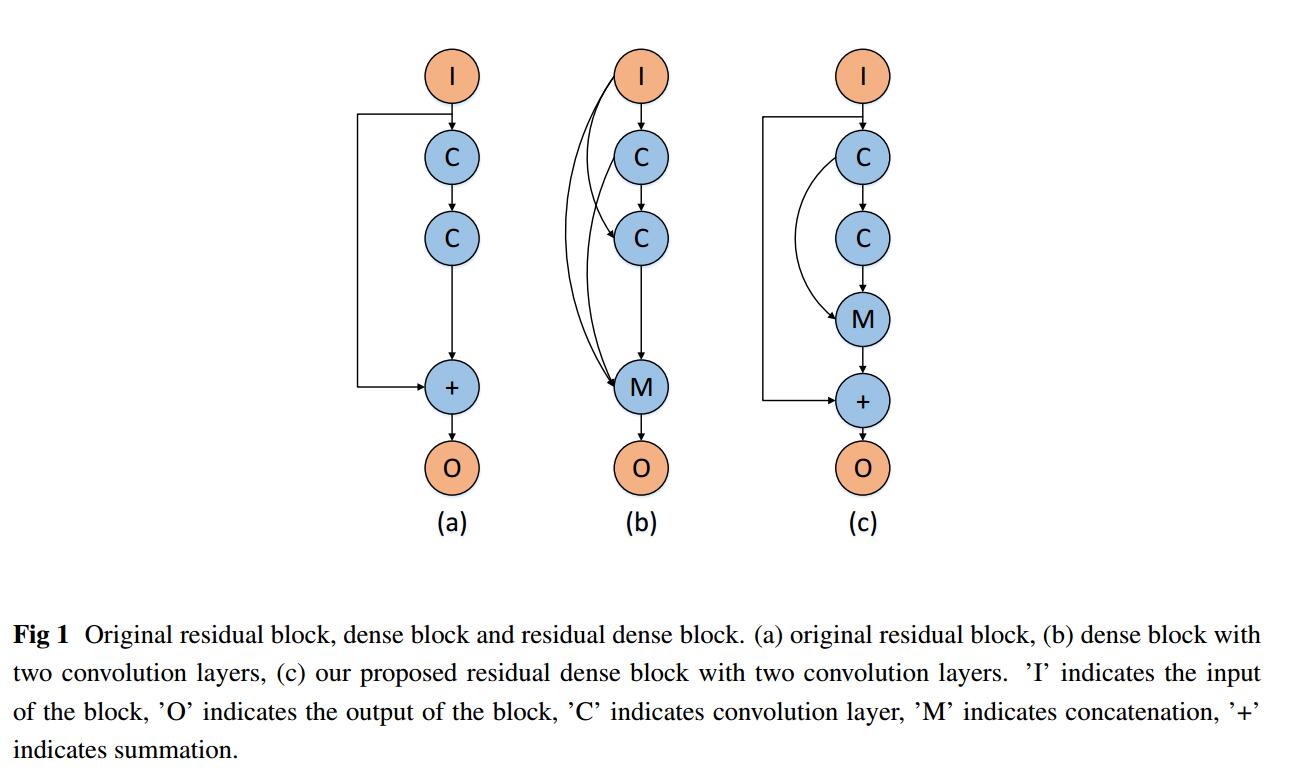 I I I
C C C
C C C
M
+ M +
O O O
(a) (b) (c)
Fig 1 Original residual block, dense block and residual dense block. (a) original residual block, (b) dense block with
two convolution layers, (c) our proposed residual dense block with two convolution layers. ’I’ indicates the input
of the block, ’O’ indicates the output of the block, ’C’ indicates convolution layer, ’M’ indicates concatenation, ’+’
indicates summation.